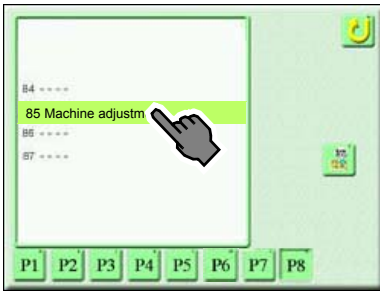 84 ----
85 Machine adjustm
86 ----
87 ----
P1 P2 P3 P4 P5 P6 P7 P8